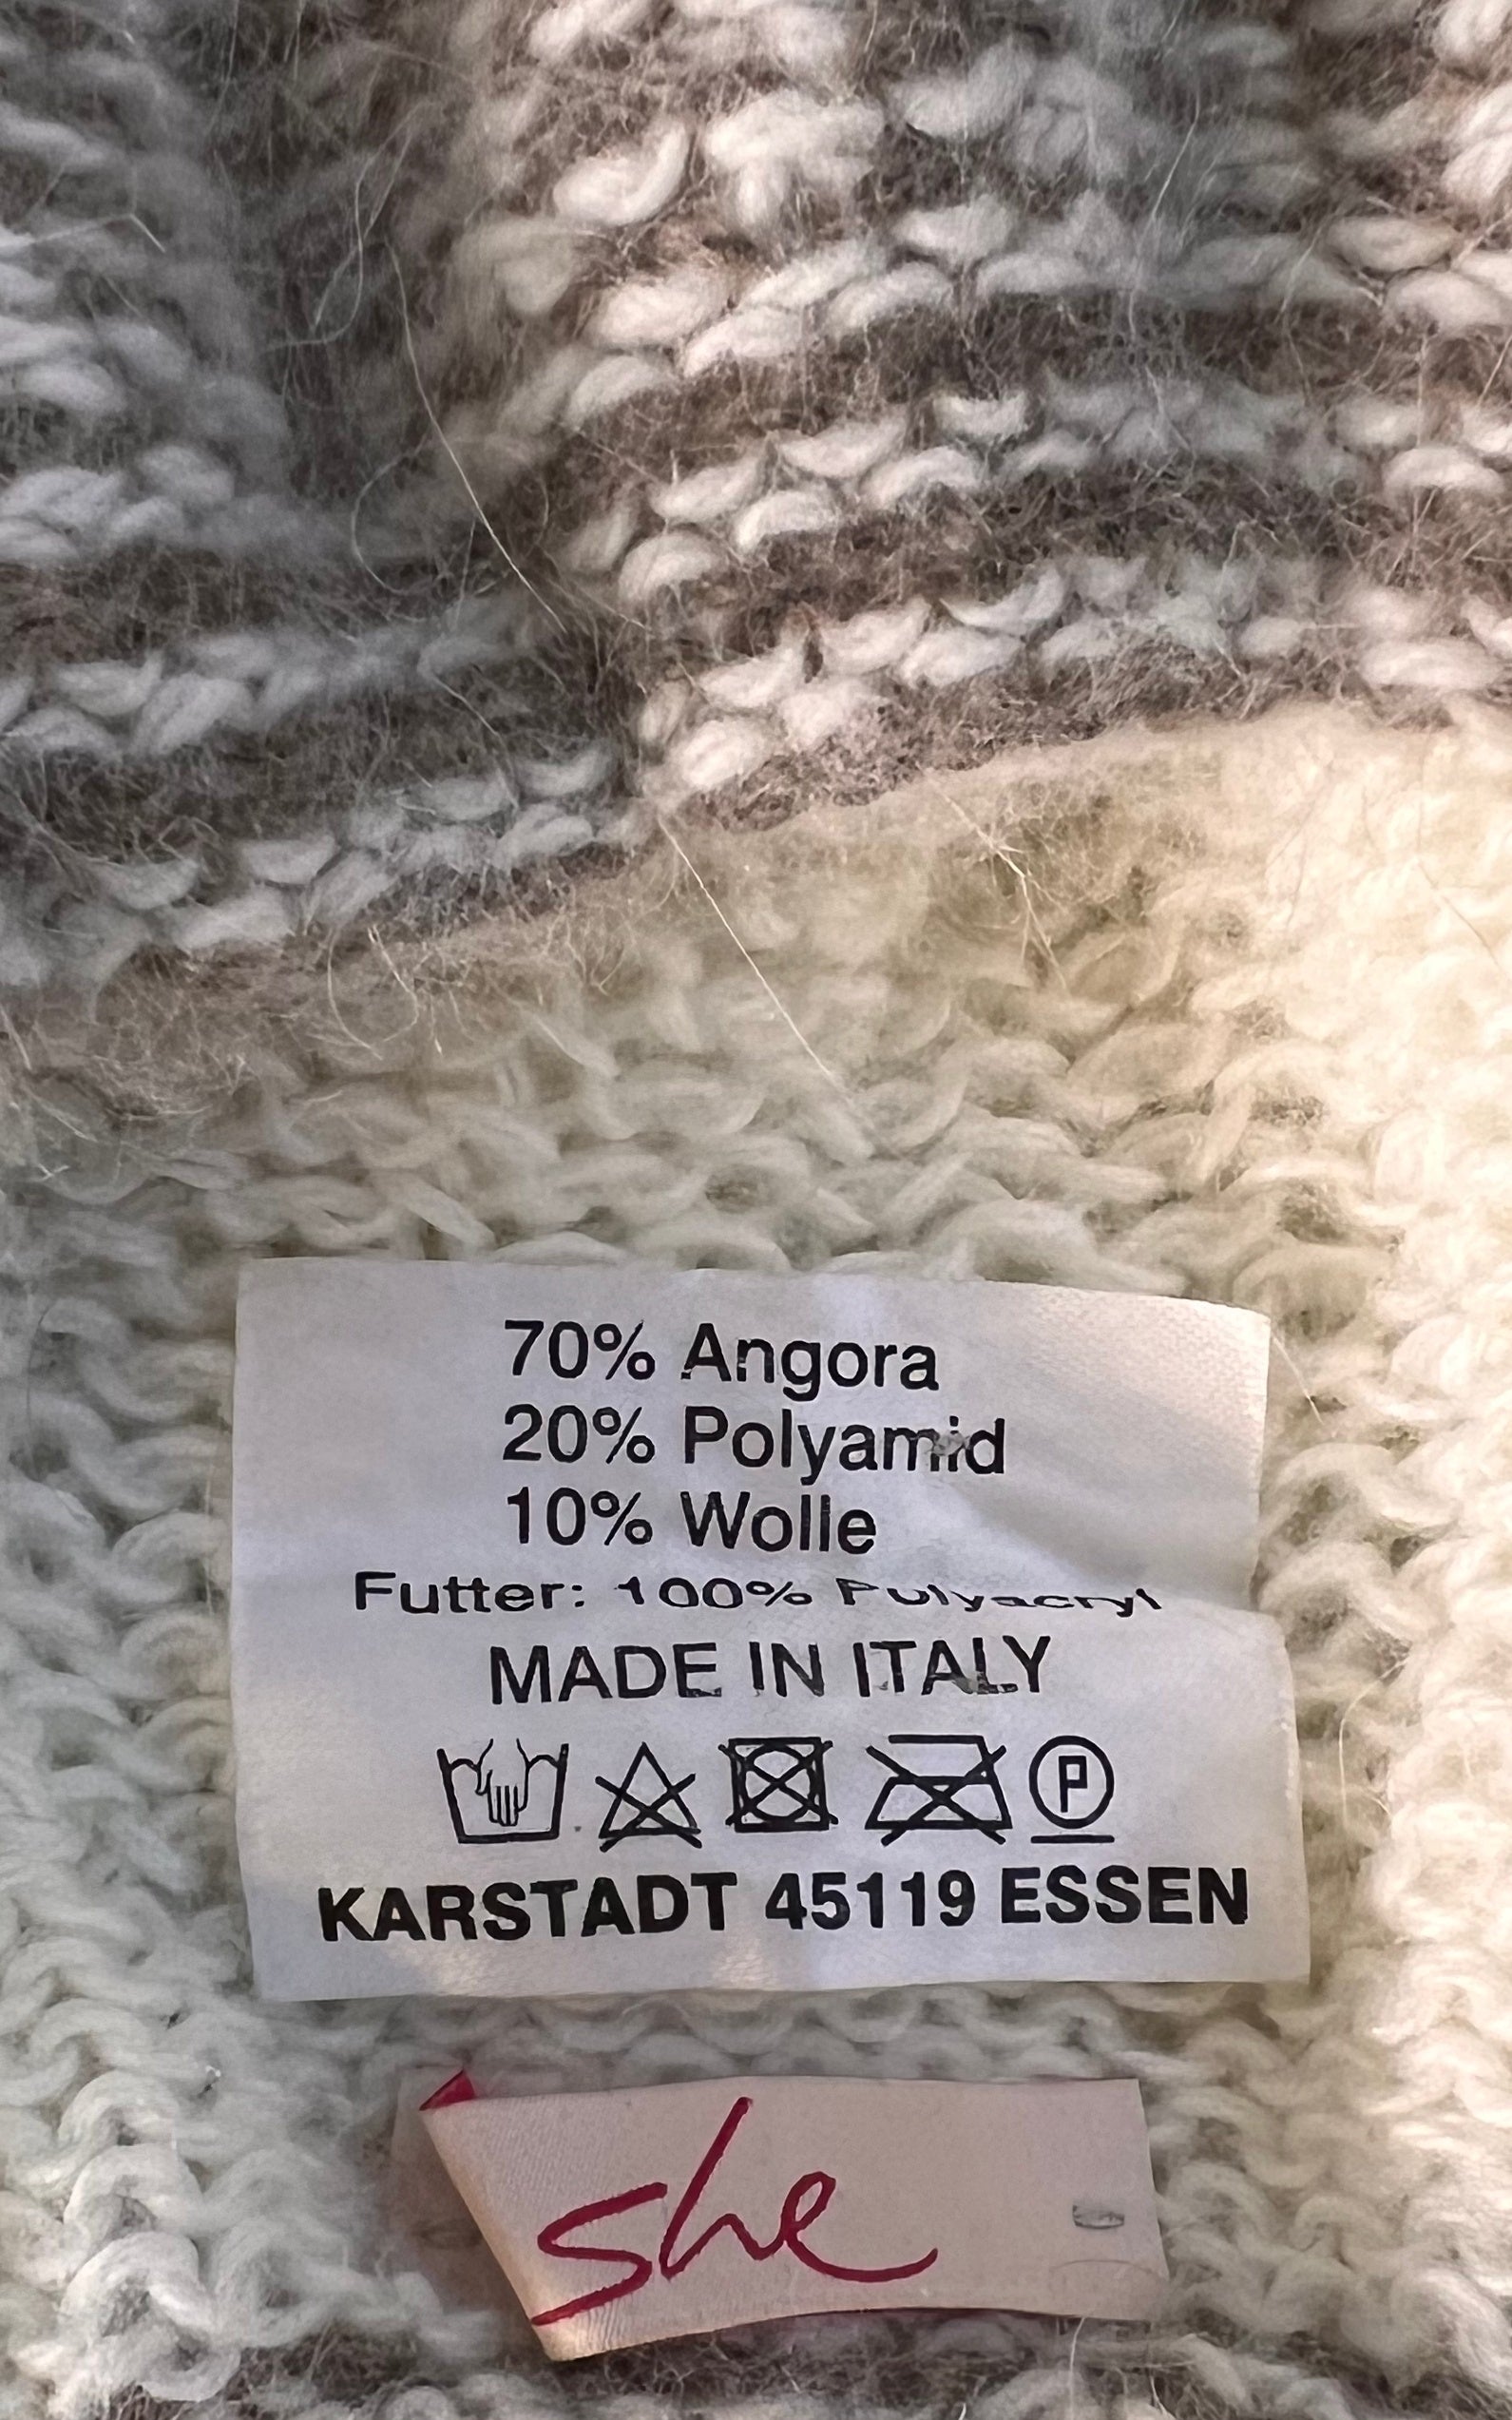 70% Angora
20% Polyamid
10% Wolle
Futter: 100% Polyacryl
MADE IN ITALY
P
KARSTADT 45119 ESSEN
she